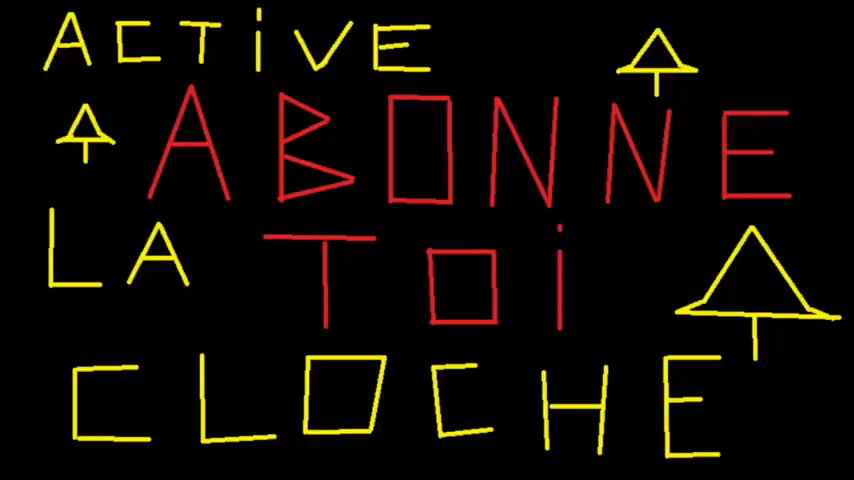 ACTiVE
ABONNE
LA
TOi
CLOCHE